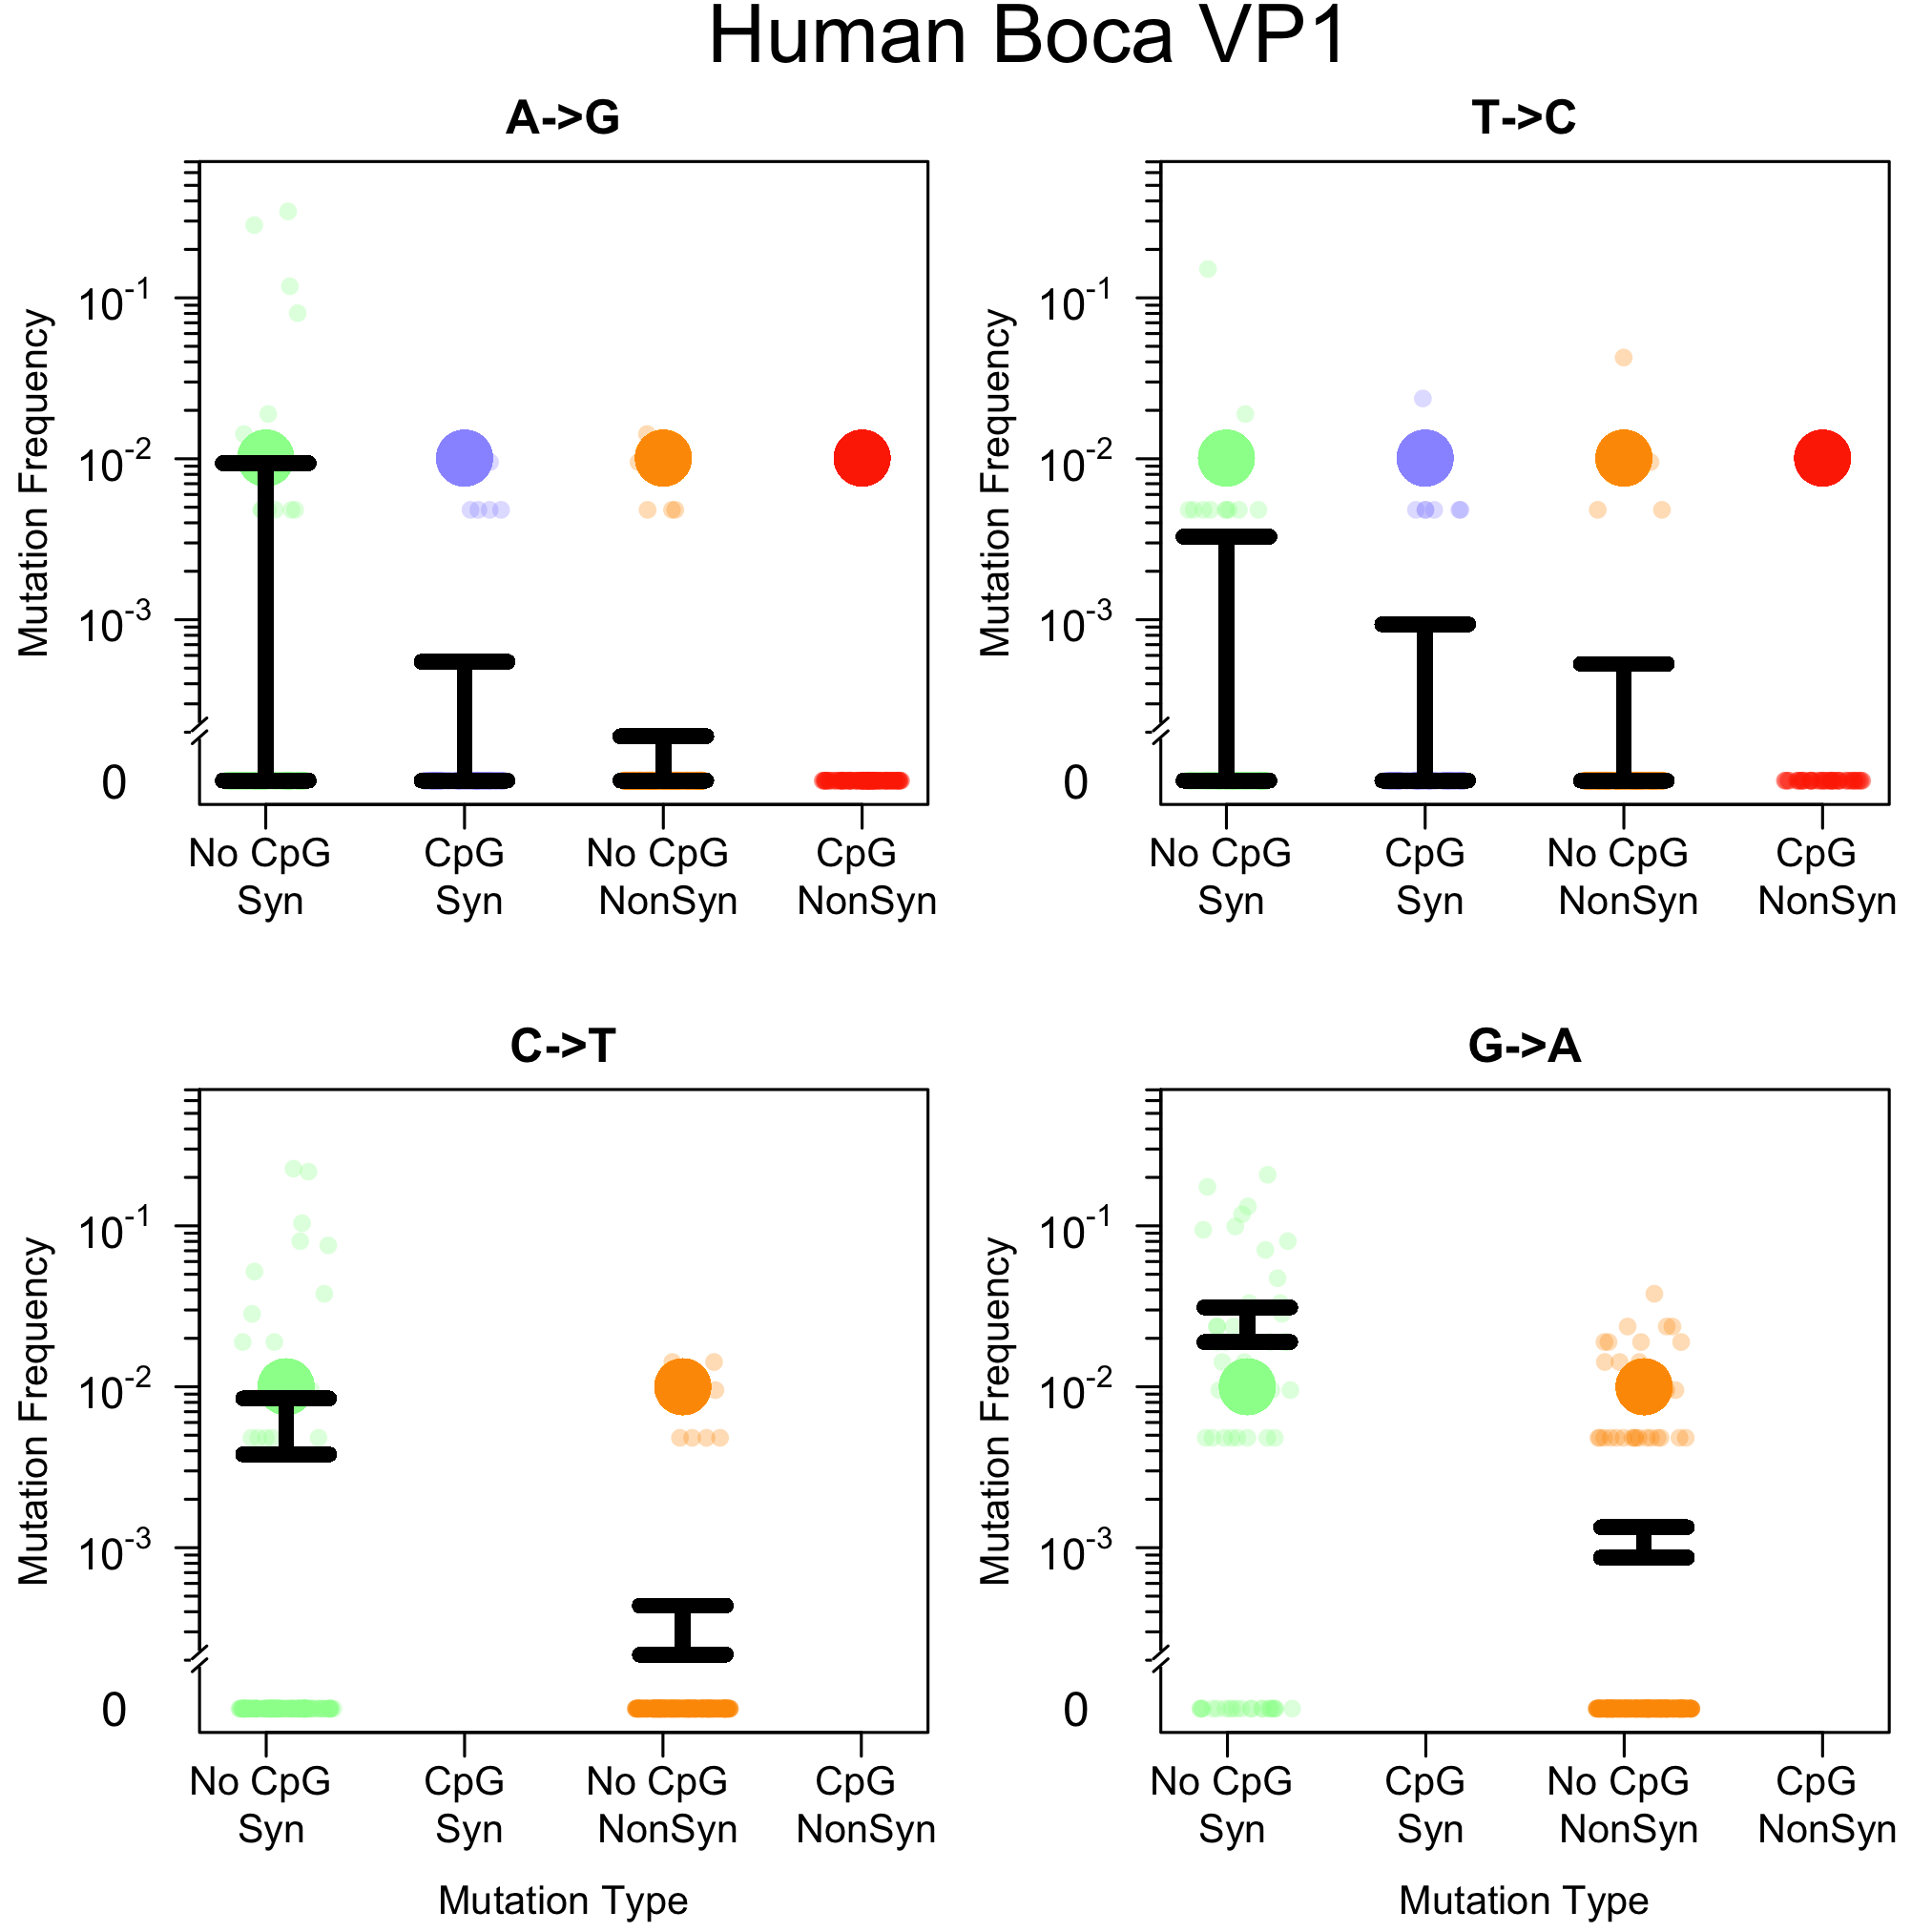 Human Boca VP1
A->G
T->C
Mutation Frequency
10-1
10-2
10-3
0
No CpG CpG No CpG CpG
Syn Syn NonSyn NonSyn
Mutation Frequency
10-1
10-2
10-3
0
No CpG CpG No CpG CpG
Syn Syn NonSyn NonSyn
C->T
G->A
Mutation Frequency
10-1
10-2
10-3
0
No CpG CpG No CpG CpG
Syn Syn NonSyn NonSyn
Mutation Type
Mutation Frequency
10-1
10-2
10-3
0
No CpG CpG No CpG CpG
Syn Syn NonSyn NonSyn
Mutation Type